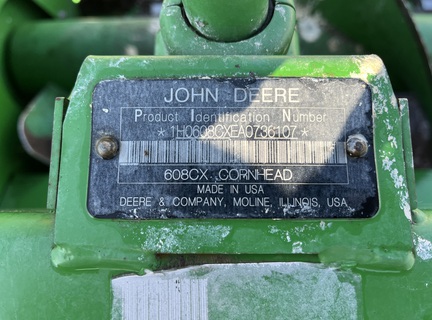 JOHN DEERE
Product Identification Number
*1H0608CXEA0736107*
608CX CORNHEAD
MADE IN USA
DEERE & COMPANY, MOLINE, ILLINOIS, USA